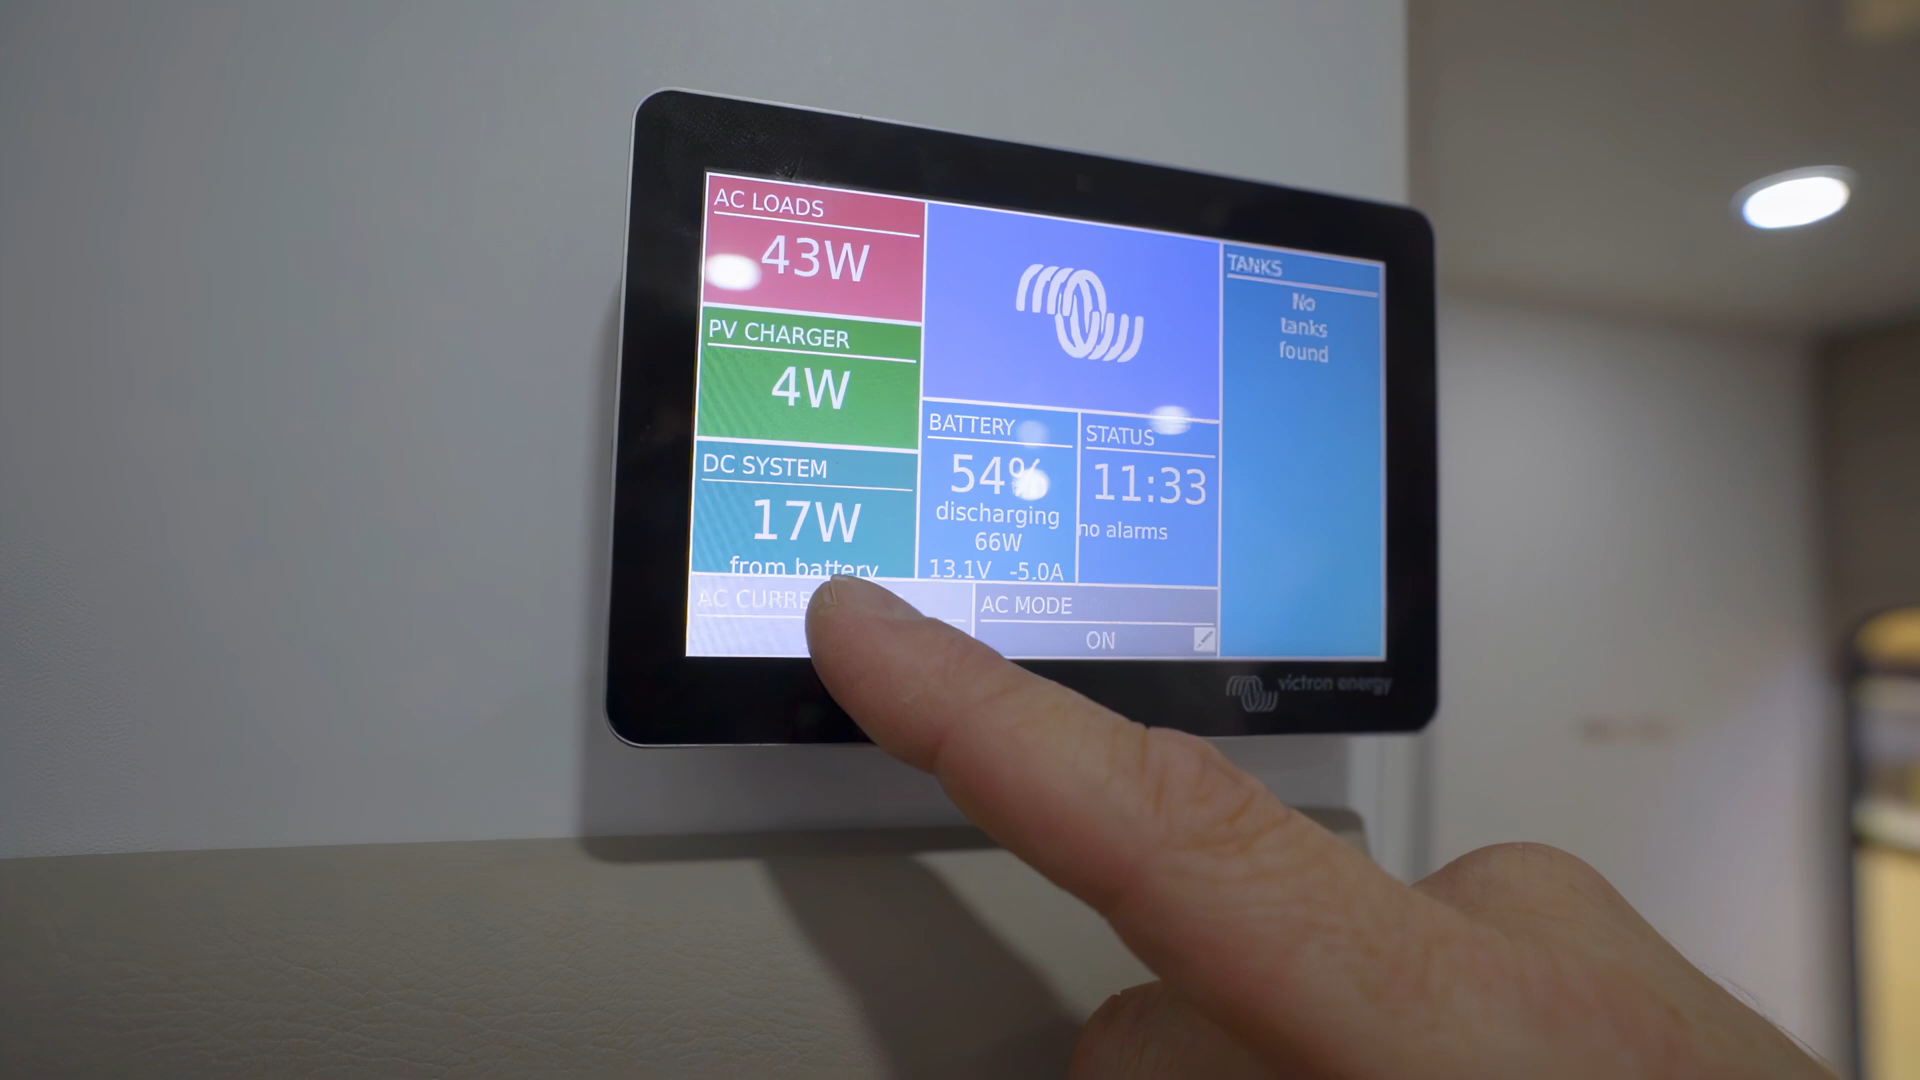 AC LOADS
43W
PV CHARGER
4W
DC SYSTEM
17W
from battery
BATTERY
54%
discharging
66W
13.1V -5.0A
STATUS
11:33
no alarms
TANKS
No
tanks
found
AC
AC MODE
ON
victron energy